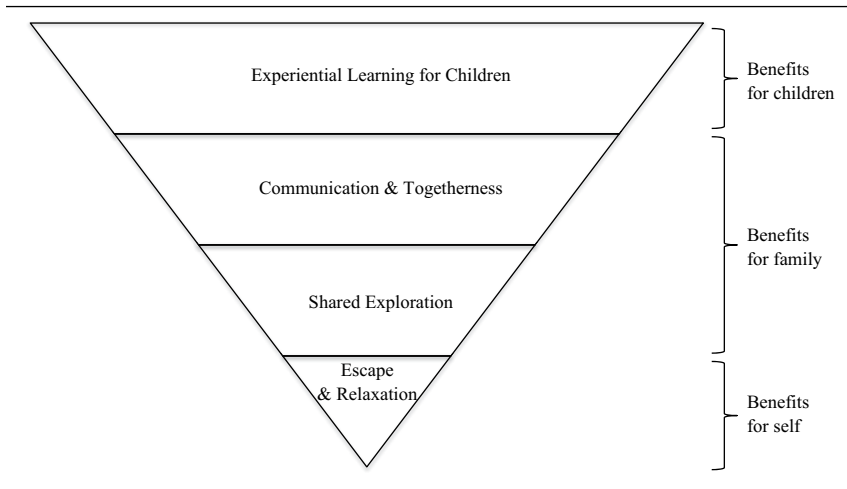 Experiential Learning for Children
Benefits
for children
Communication & Togetherness
Benefits
for family
Shared Exploration
Escape
& Relaxation
Benefits
for self